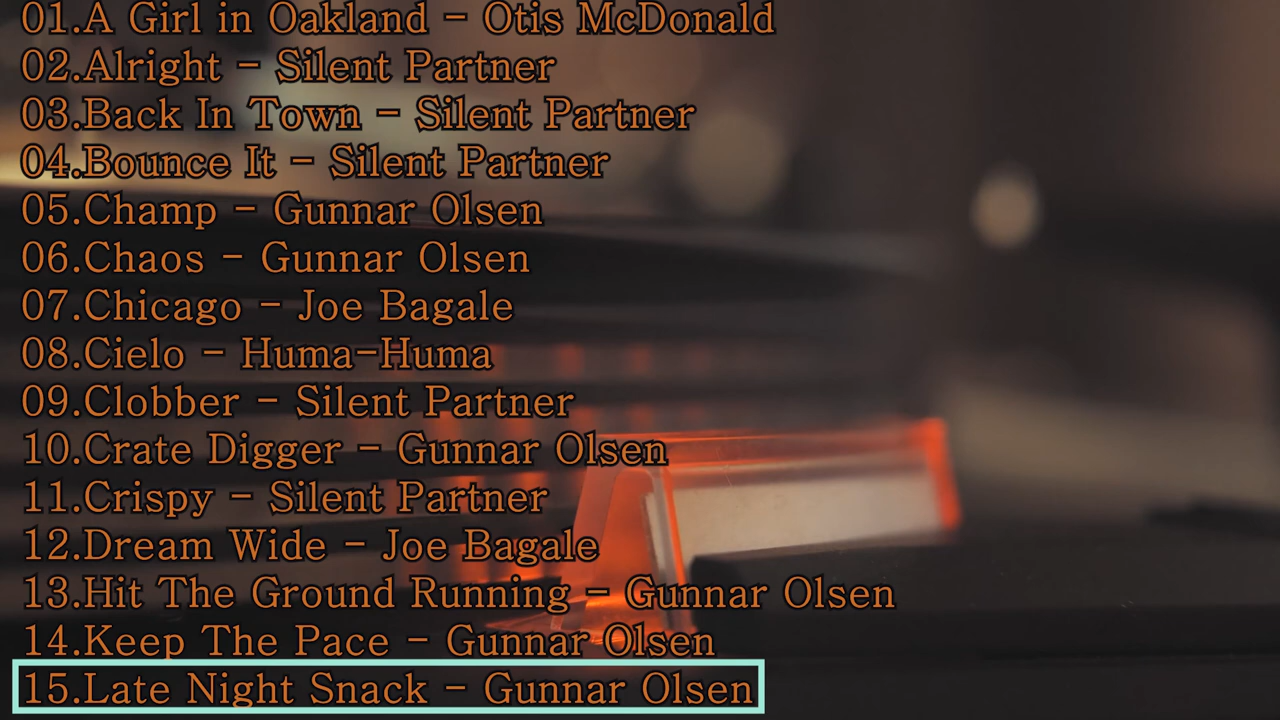 01.A Girl in Oakland - Otis McDonald
02.Alright - Silent Partner
03.Back In Town - Silent Partner
04.Bounce It - Silent Partner
05.Champ - Gunnar Olsen
06.Chaos - Gunnar Olsen
07.Chicago - Joe Bagale
08.Cielo - Huma-Huma
09.Clobber - Silent Partner
10.Crate Digger - Gunnar Olsen
11.Crispy - Silent Partner
12.Dream Wide - Joe Bagale
13.Hit The Ground Running - Gunnar Olsen
14.Keep The Pace - Gunnar Olsen
15.Late Night Snack - Gunnar Olsen